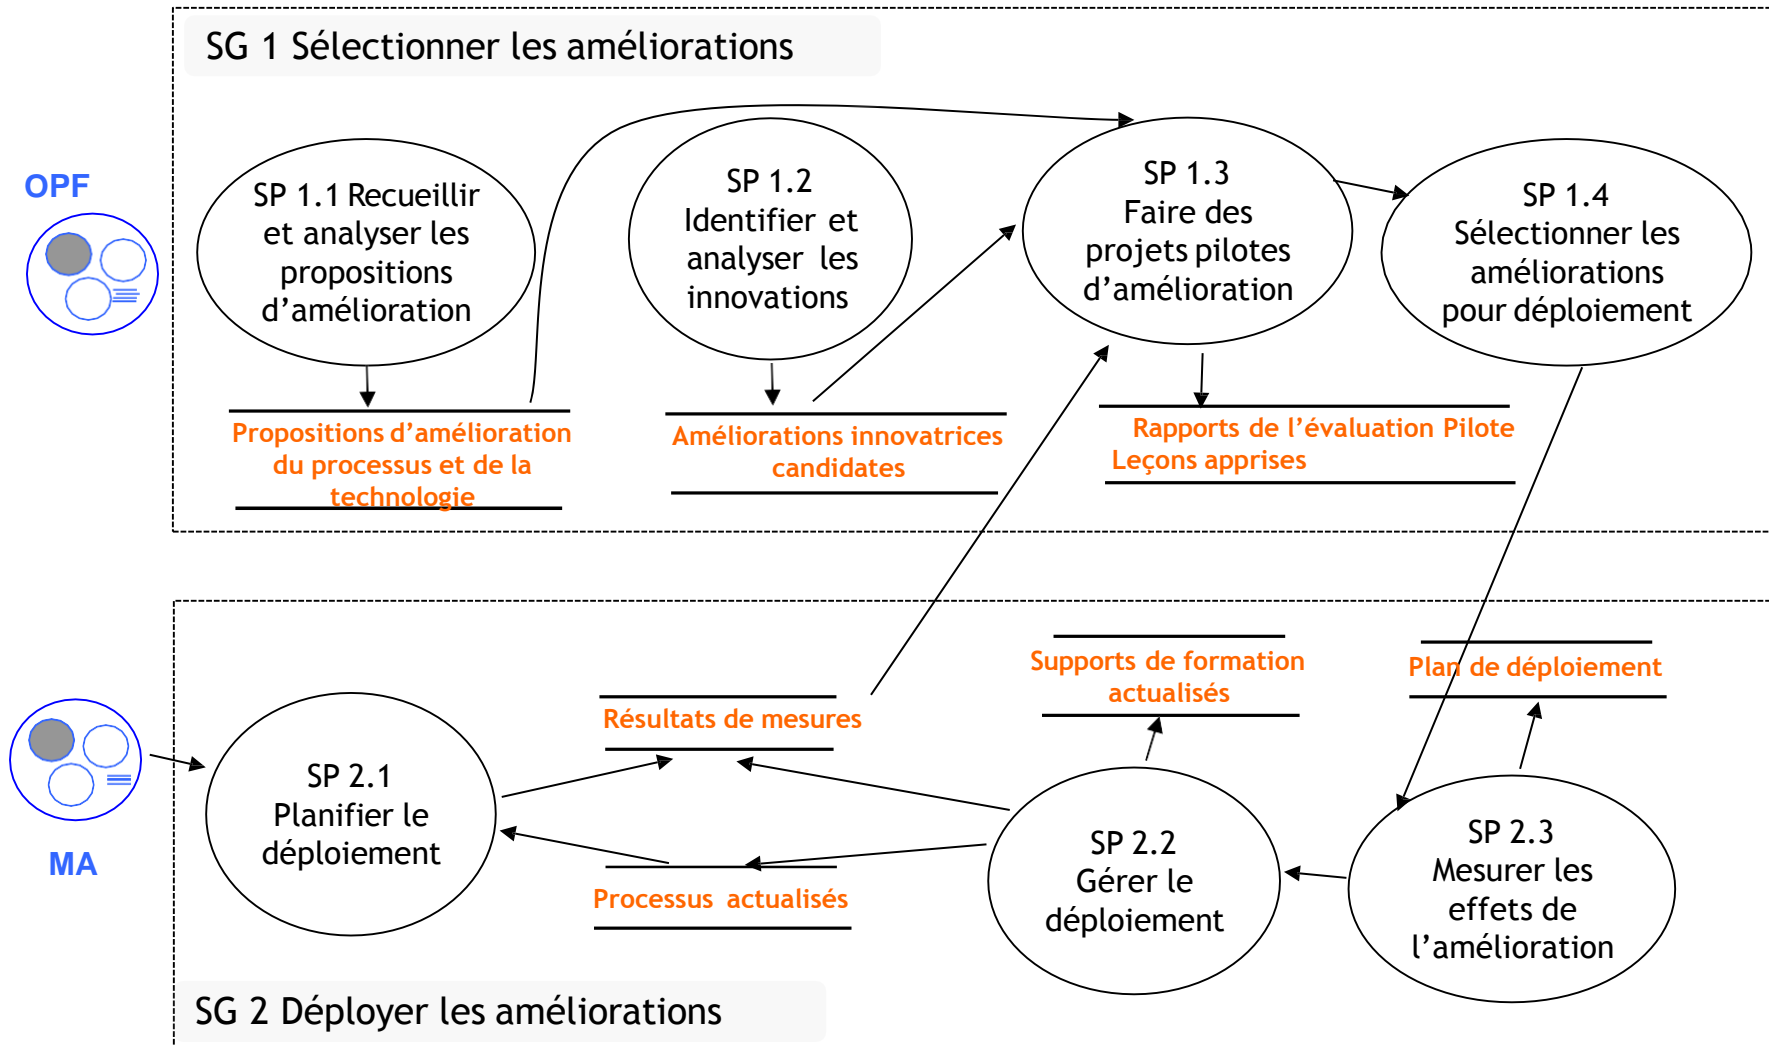 SG 1 Sélectionner les améliorations
OPF
SP 1.1 Recueillir
et analyser les
propositions
d’amélioration
SP 1.2
Identifier et
analyser les
innovations
SP 1.3
Faire des
projets pilotes
d’amélioration
SP 1.4
Sélectionner les
améliorations
pour déploiement
Propositions d’amélioration
du processus et de la
technologie
Améliorations innovatrices
candidates
Rapports de l’évaluation Pilote
Leçons apprises
Supports de formation
actualisés
Plan de déploiement
Résultats de mesures
MA
SP 2.1
Planifier le
déploiement
Processus actualisés
SP 2.2
Gérer le
déploiement
SP 2.3
Mesurer les
effets de
l’amélioration
SG 2 Déployer les améliorations